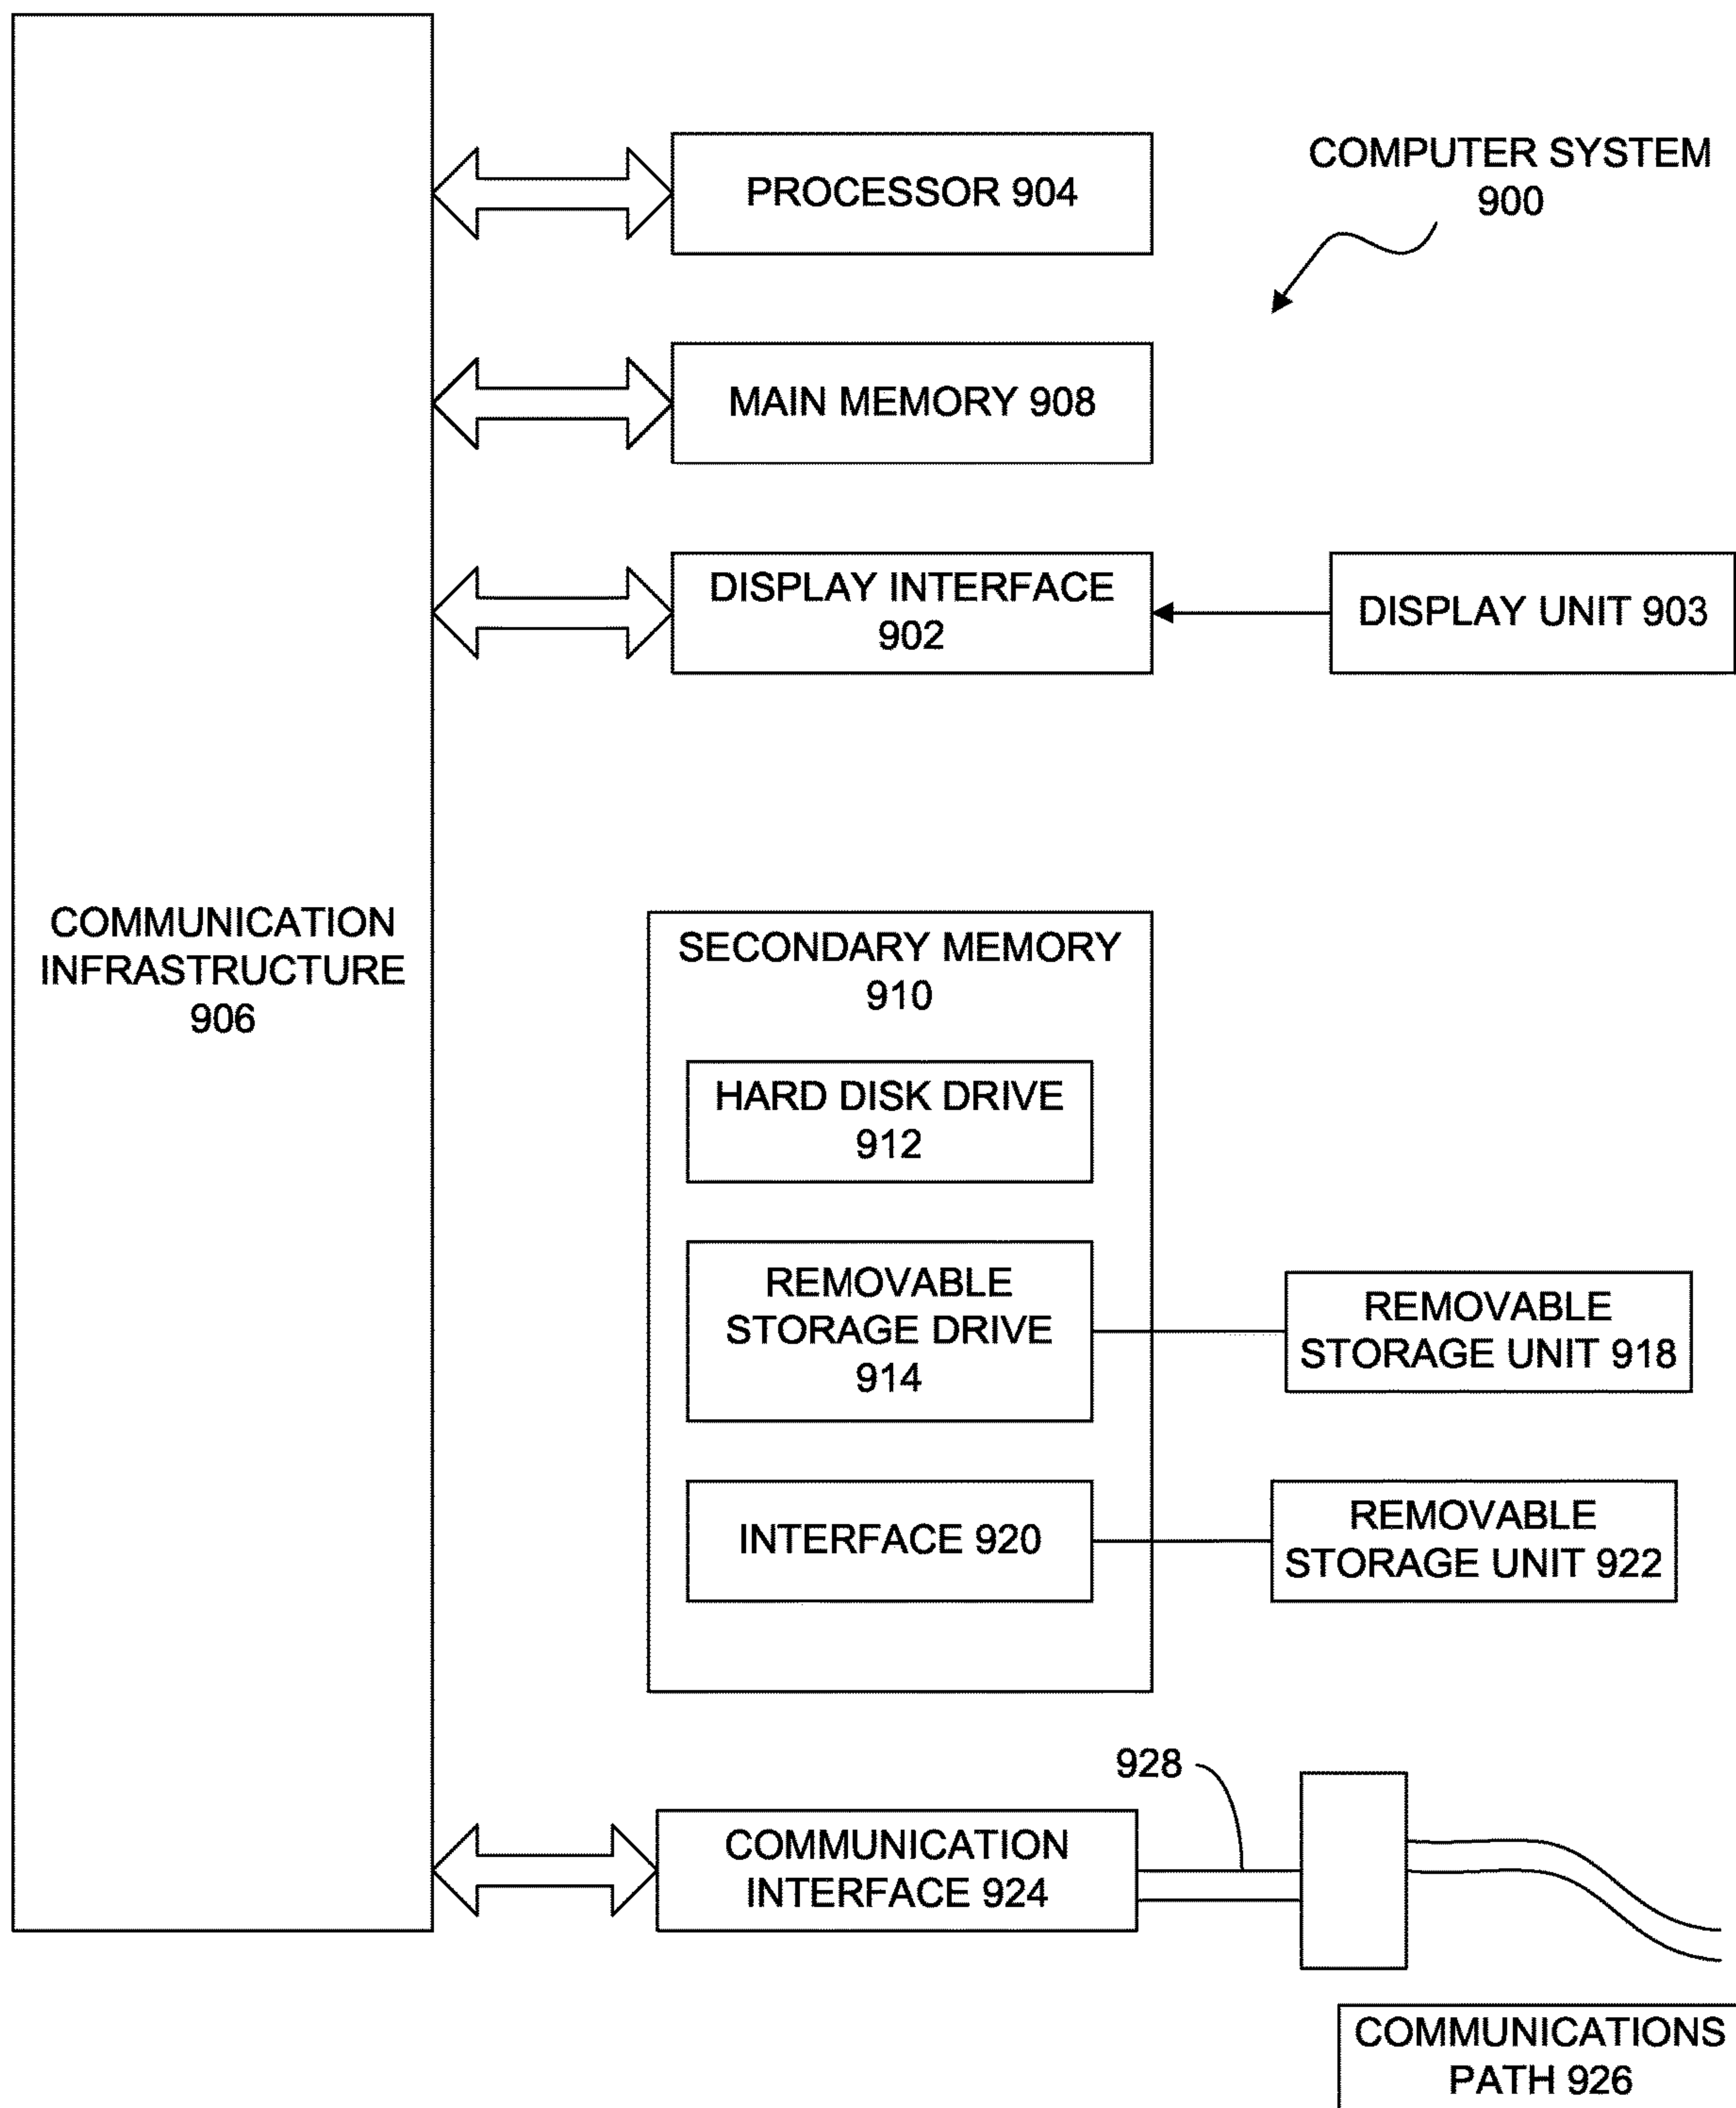 PROCESSOR 904
COMPUTER SYSTEM
900
MAIN MEMORY 908
DISPLAY INTERFACE
902
DISPLAY UNIT 903
COMMUNICATION
INFRASTRUCTURE
906
SECONDARY MEMORY
910
HARD DISK DRIVE
912
REMOVABLE
STORAGE DRIVE
914
REMOVABLE
STORAGE UNIT 918
INTERFACE 920
REMOVABLE
STORAGE UNIT 922
928
COMMUNICATION
INTERFACE 924
COMMUNICATIONS
PATH 926